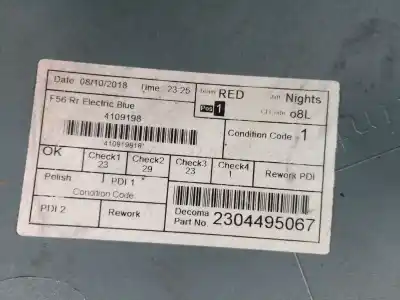 Date 08/10/2018 Time 23:25 Team RED Shift Nights
F56 Rr Electric Blue Pos 1 Cl Code 08L
4109198
4109198187 Condition Code 1
OK Check1 23 Check2 29 Check3 23 Check4 1 Rework PDI
Polish PDI 1
Condition Code
PDI 2 Rework Decoma Part No 2304495067